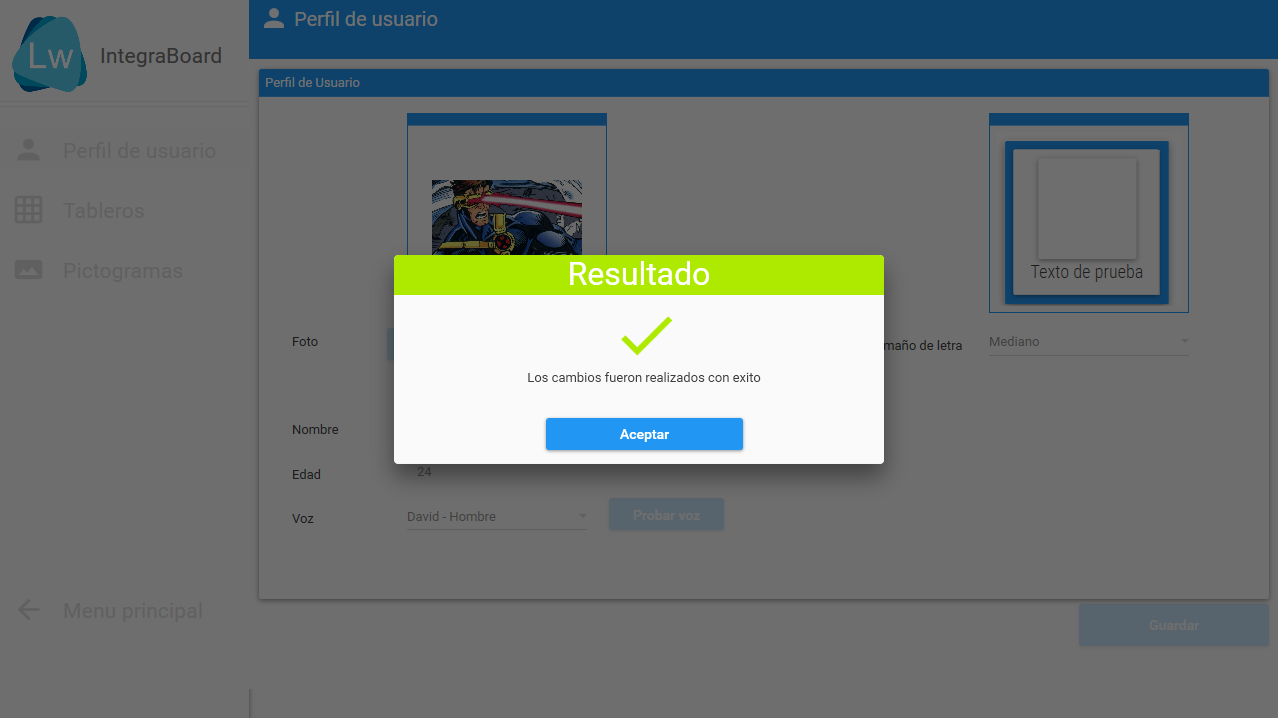 Lw
IntegraBoard
Perfil de usuario
Tableros
Pictogramas
Menu principal
Perfil de usuario
Perfil de Usuario
Texto de prueba
Foto
maño de letra
Mediano
Nombre
Edad
24
Voz
David - Hombre
Probar voz
Guardar
Resultado
Los cambios fueron realizados con exito
Aceptar